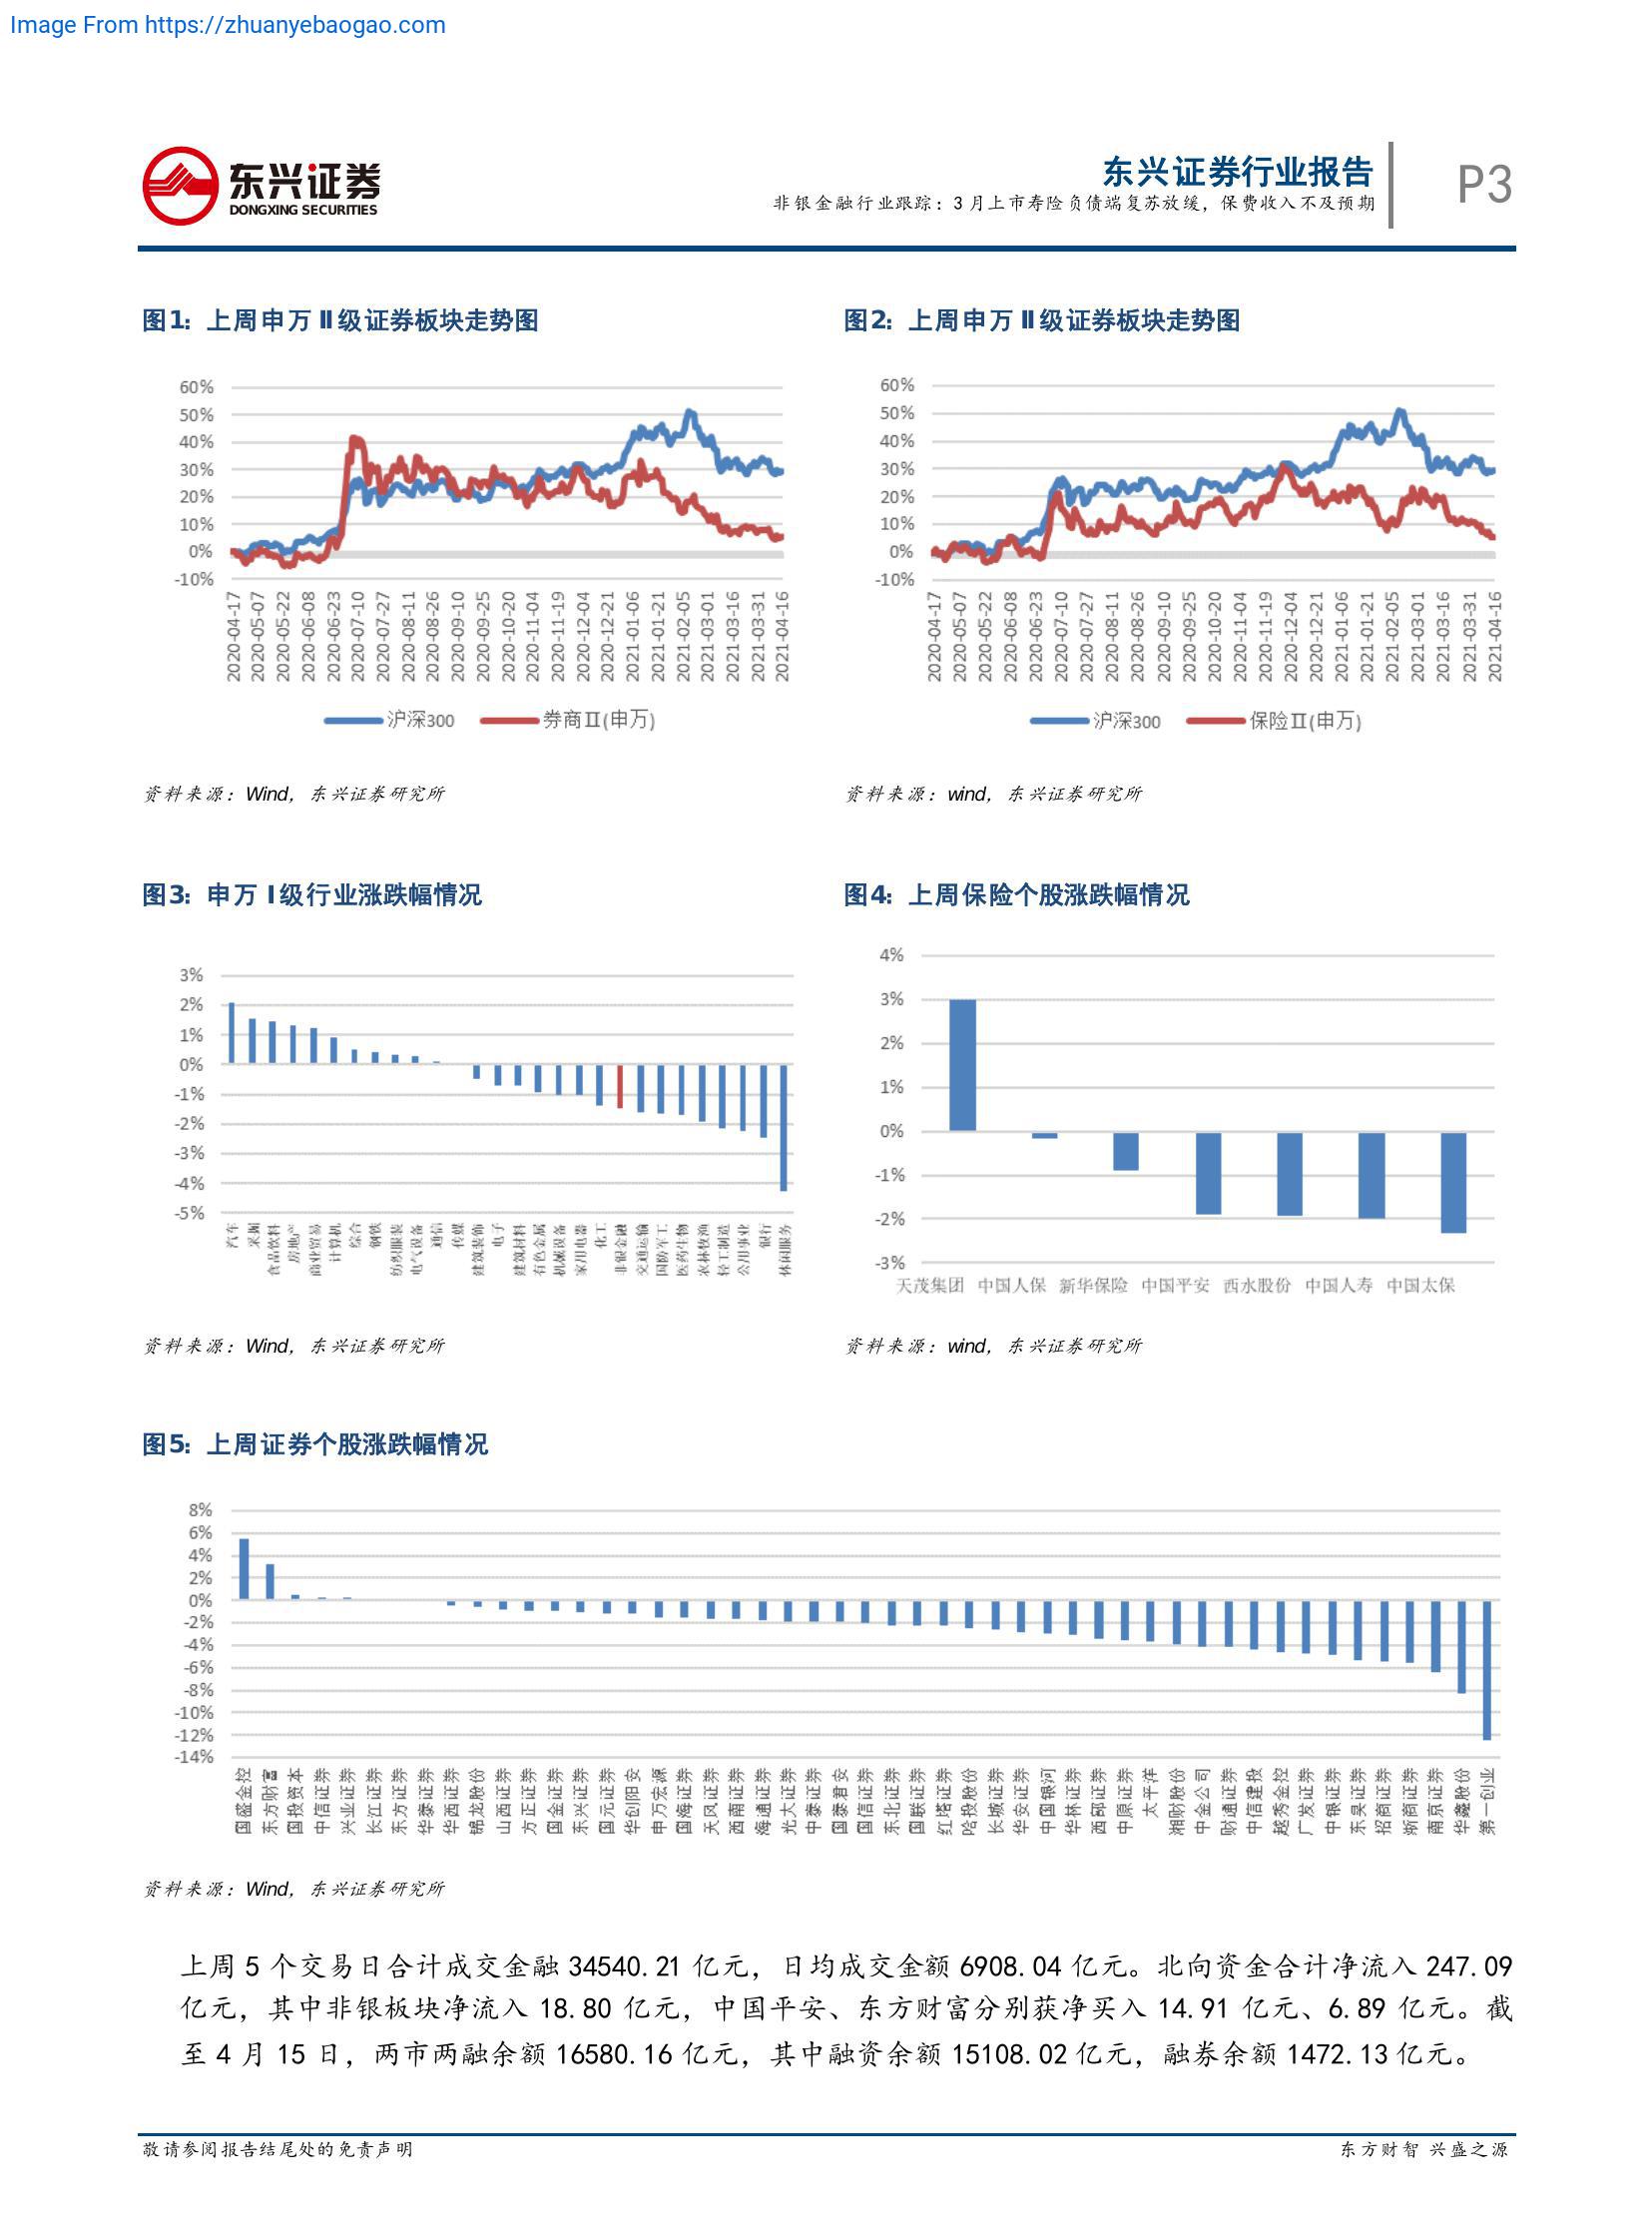 Image From https://zhuanyebaogao.com
东兴证券
DONGXING SECURITIES
东兴证券行业报告
非银金融行业跟踪：3月上市寿险负债端复苏放缓，保费收入不及预期
P3
图1：上周申万Ⅱ级证券板块走势图
60%
50%
40%
30%
20%
10%
0%
-10%
2020-04-17
2020-05-07
2020-05-22
2020-06-08
2020-06-23
2020-07-10
2020-07-27
2020-08-11
2020-08-26
2020-09-10
2020-09-25
2020-10-20
2020-11-04
2020-11-19
2020-12-04
2020-12-21
2021-01-06
2021-01-21
2021-02-05
2021-03-01
2021-03-16
2021-03-31
2021-04-16
沪深300 券商Ⅱ(申万)
资料来源：Wind，东兴证券研究所
图2：上周申万Ⅱ级证券板块走势图
60%
50%
40%
30%
20%
10%
0%
-10%
2020-04-17
2020-05-07
2020-05-22
2020-06-08
2020-06-23
2020-07-10
2020-07-27
2020-08-11
2020-08-26
2020-09-10
2020-09-25
2020-10-20
2020-11-04
2020-11-19
2020-12-04
2020-12-21
2021-01-06
2021-01-21
2021-02-05
2021-03-01
2021-03-16
2021-03-31
2021-04-16
沪深300 保险Ⅱ(申万)
资料来源：wind，东兴证券研究所
图3：申万Ⅰ级行业涨跌幅情况
3%
2%
1%
0%
-1%
-2%
-3%
-4%
-5%
汽车
采掘
食品饮料
房地产
商业贸易
计算机
综合
钢铁
纺织服装
电气设备
通信
传媒
建筑装饰
电子
建筑材料
有色金属
机械设备
家用电器
化工
非银金融
交通运输
国防军工
医药生物
农林牧渔
轻工制造
公用事业
银行
休闲服务
资料来源：Wind，东兴证券研究所
图4：上周保险个股涨跌幅情况
4%
3%
2%
1%
0%
-1%
-2%
-3%
天茂集团 中国人保 新华保险 中国平安 西水股份 中国人寿 中国太保
资料来源：wind，东兴证券研究所
图5：上周证券个股涨跌幅情况
8%
6%
4%
2%
0%
-2%
-4%
-6%
-8%
-10%
-12%
-14%
国盛金控
东方财富
国投资本
中信证券
兴业证券
长江证券
东方证券
华泰证券
华西证券
锦龙股份
山西证券
方正证券
国金证券
东兴证券
国元证券
华创阳安
申万宏源
国海证券
天风证券
西南证券
海通证券
光大证券
中泰证券
国泰君安
国信证券
东北证券
国联证券
红塔证券
哈投股份
长城证券
华安证券
中国银河
华林证券
西部证券
中原证券
太平洋
湘财股份
中金公司
财通证券
中信建投
越秀金控
广发证券
中银证券
东吴证券
招商证券
浙商证券
南京证券
华鑫股份
第一创业
资料来源：Wind，东兴证券研究所
上周 5 个交易日合计成交金融 34540.21 亿元，日均成交金额 6908.04 亿元。北向资金合计净流入 247.09
亿元，其中非银板块净流入 18.80 亿元，中国平安、东方财富分别获净买入 14.91 亿元、6.89 亿元。截
至 4 月 15 日，两市两融余额 16580.16 亿元，其中融资余额 15108.02 亿元，融券余额 1472.13 亿元。
敬请参阅报告结尾处的免责声明
东方财智 兴盛之源